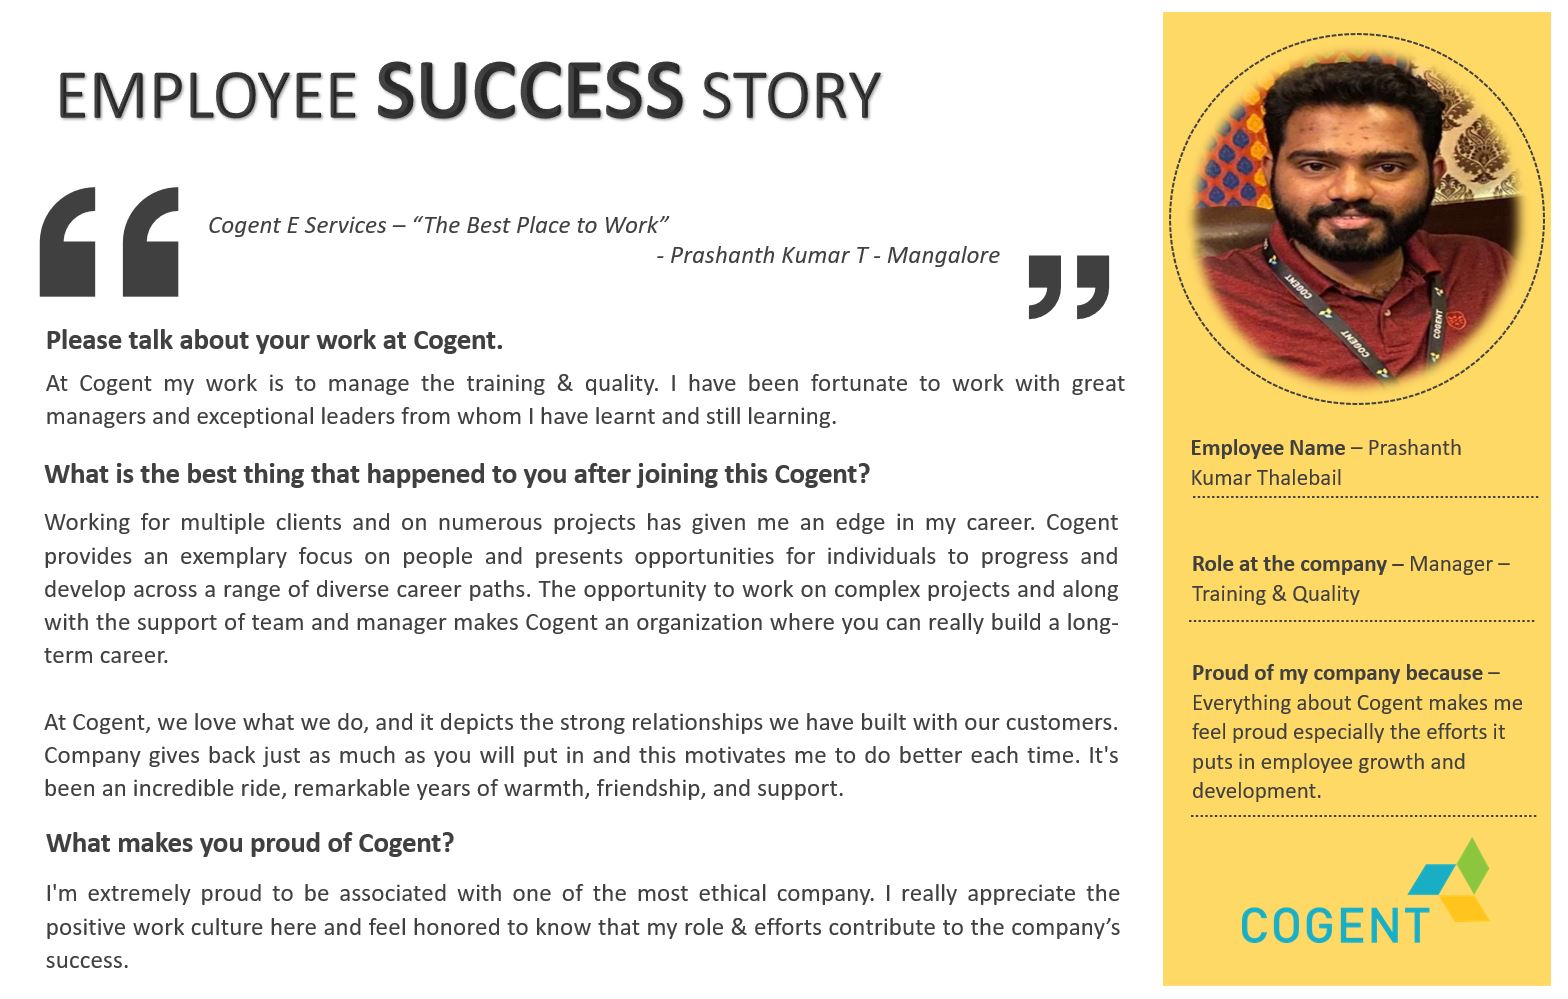 EMPLOYEE SUCCESS STORY
Cogent E Services – “The Best Place to Work”
- Prashanth Kumar T - Mangalore
Please talk about your work at Cogent.
At Cogent my work is to manage the training & quality. I have been fortunate to work with great
managers and exceptional leaders from whom I have learnt and still learning.
What is the best thing that happened to you after joining this Cogent?
Working for multiple clients and on numerous projects has given me an edge in my career. Cogent
provides an exemplary focus on people and presents opportunities for individuals to progress and
develop across a range of diverse career paths. The opportunity to work on complex projects and along
with the support of team and manager makes Cogent an organization where you can really build a long-
term career.
At Cogent, we love what we do, and it depicts the strong relationships we have built with our customers.
Company gives back just as much as you will put in and this motivates me to do better each time. It's
been an incredible ride, remarkable years of warmth, friendship, and support.
What makes you proud of Cogent?
I'm extremely proud to be associated with one of the most ethical company. I really appreciate the
positive work culture here and feel honored to know that my role & efforts contribute to the company’s
success.
COGENT
COGENT
COGENT
Employee Name – Prashanth
Kumar Thalebail
Role at the company – Manager –
Training & Quality
Proud of my company because –
Everything about Cogent makes me
feel proud especially the efforts it
puts in employee growth and
development.
COGENT